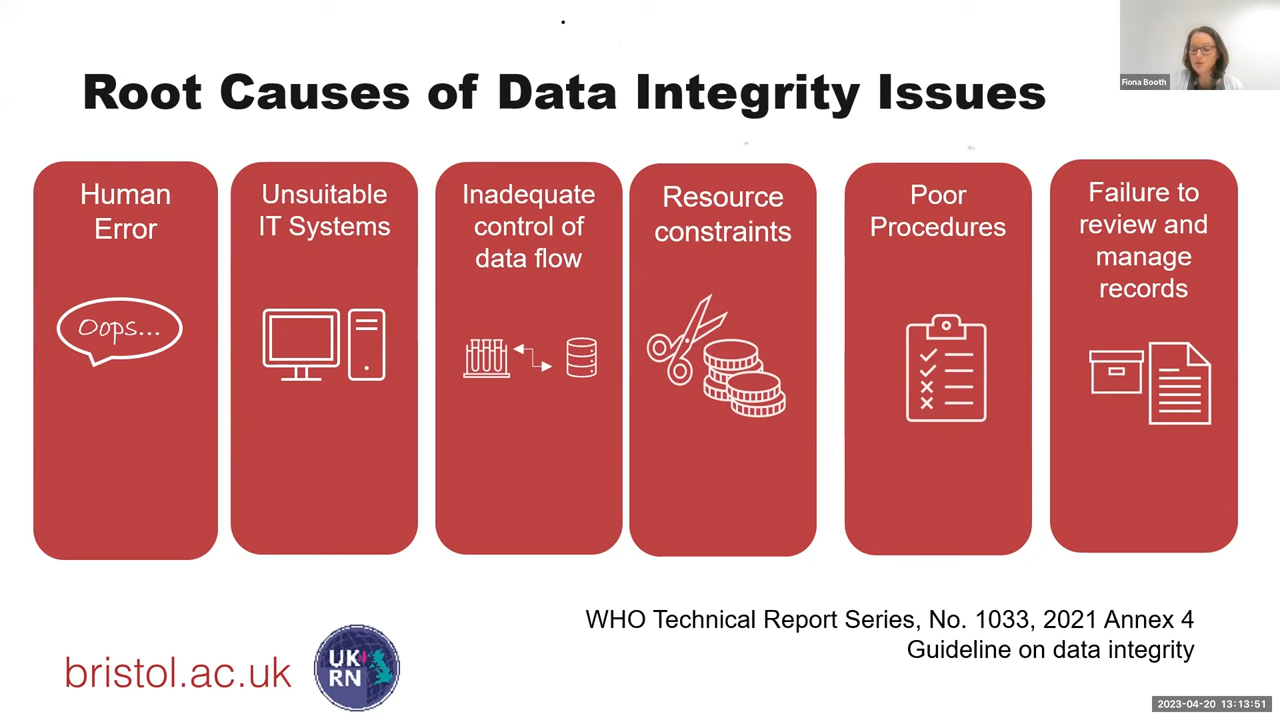 Root Causes of Data Integrity Issues
Fiona Booth
Human
Error
Oops...
Unsuitable
IT Systems
Inadequate
control of
data flow
Resource
constraints
Poor
Procedures
Failure to
review and
manage
records
WHO Technical Report Series, No. 1033, 2021 Annex 4
Guideline on data integrity
bristol.ac.uk
UK
RN
2023-04-20 13:13:51